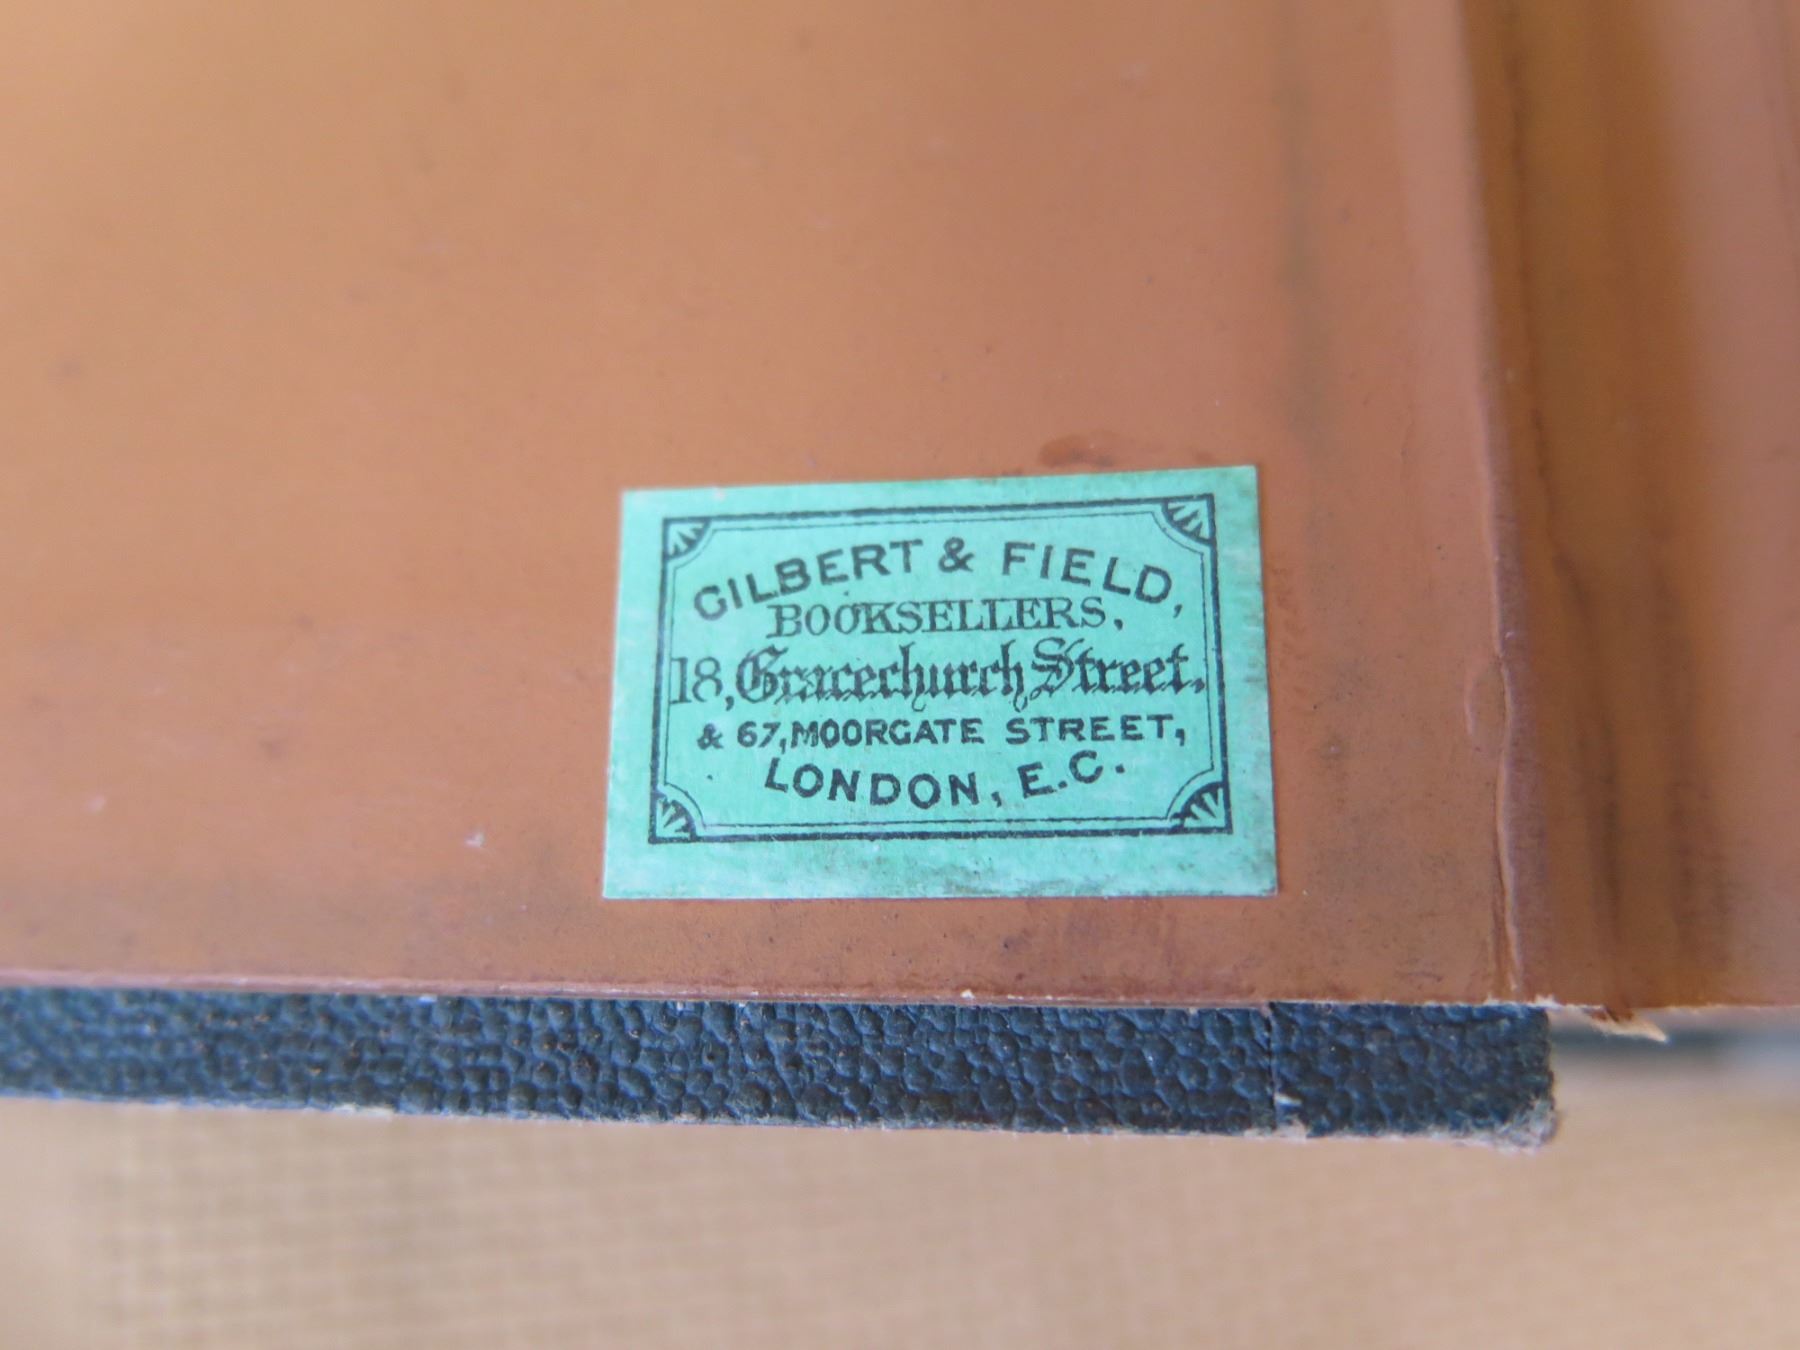 GILBERT & FIELD,
BOOKSELLERS,
18, Gracechurch Street.
& 67, MOORGATE STREET,
LONDON, E.C.